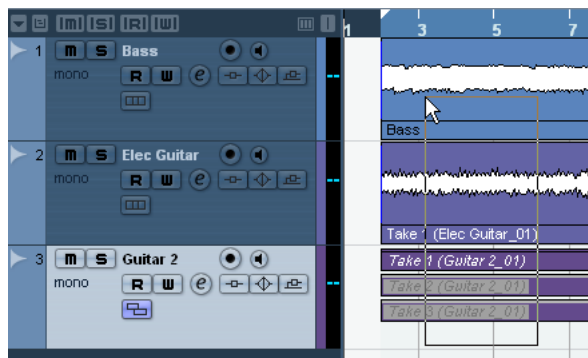 [M] [S] [R] [W] 1 3 5 7
1 m S Bass
mono R W e
Bass
2 m S Elec Guitar
mono R W e
Take 1 (Elec Guitar_01)
3 m S Guitar 2
Take 1 (Guitar 2_01)
mono R W e
Take 2 (Guitar 2_01)
Take 3 (Guitar 2_01)